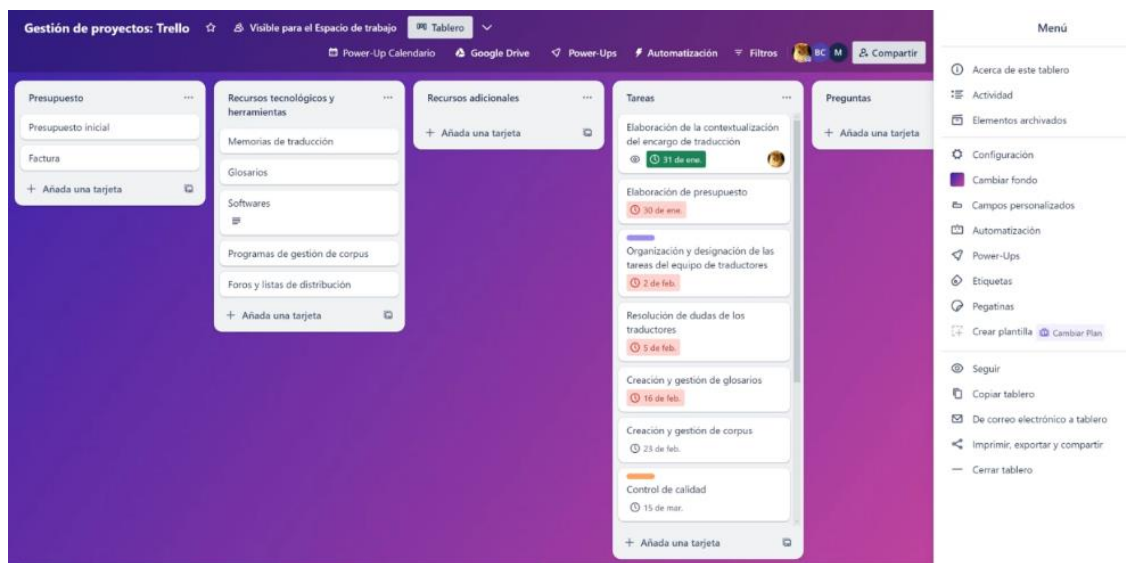 Gestión de proyectos: Trello
Visible para el Espacio de trabajo
Tablero
Power-Up Calendario
Google Drive
Power-Ups
Automatización
Filtros
BC
M
Compartir
Presupuesto
Presupuesto inicial
Factura
+ Añada una tarjeta
Recursos tecnológicos y
herramientas
Memorias de traducción
Glosarios
Softwares
Programas de gestión de corpus
Foros y listas de distribución
+ Añada una tarjeta
Recursos adicionales
+ Añada una tarjeta
Tareas
Elaboración de la contextualización
del encargo de traducción
31 de ene.
Elaboración de presupuesto
30 de ene.
Organización y designación de las
tareas del equipo de traductores
2 de feb.
Resolución de dudas de los
traductores
5 de feb.
Creación y gestión de glosarios
16 de feb.
Creación y gestión de corpus
23 de feb.
Control de calidad
15 de mar.
+ Añada una tarjeta
Preguntas
+ Añada una tarjeta
Menú
Acerca de este tablero
Actividad
Elementos archivados
Configuración
Cambiar fondo
Campos personalizados
Automatización
Power-Ups
Etiquetas
Pegatinas
Crear plantilla Cambiar Plan
Seguir
Copiar tablero
De correo electrónico a tablero
Imprimir, exportar y compartir
Cerrar tablero